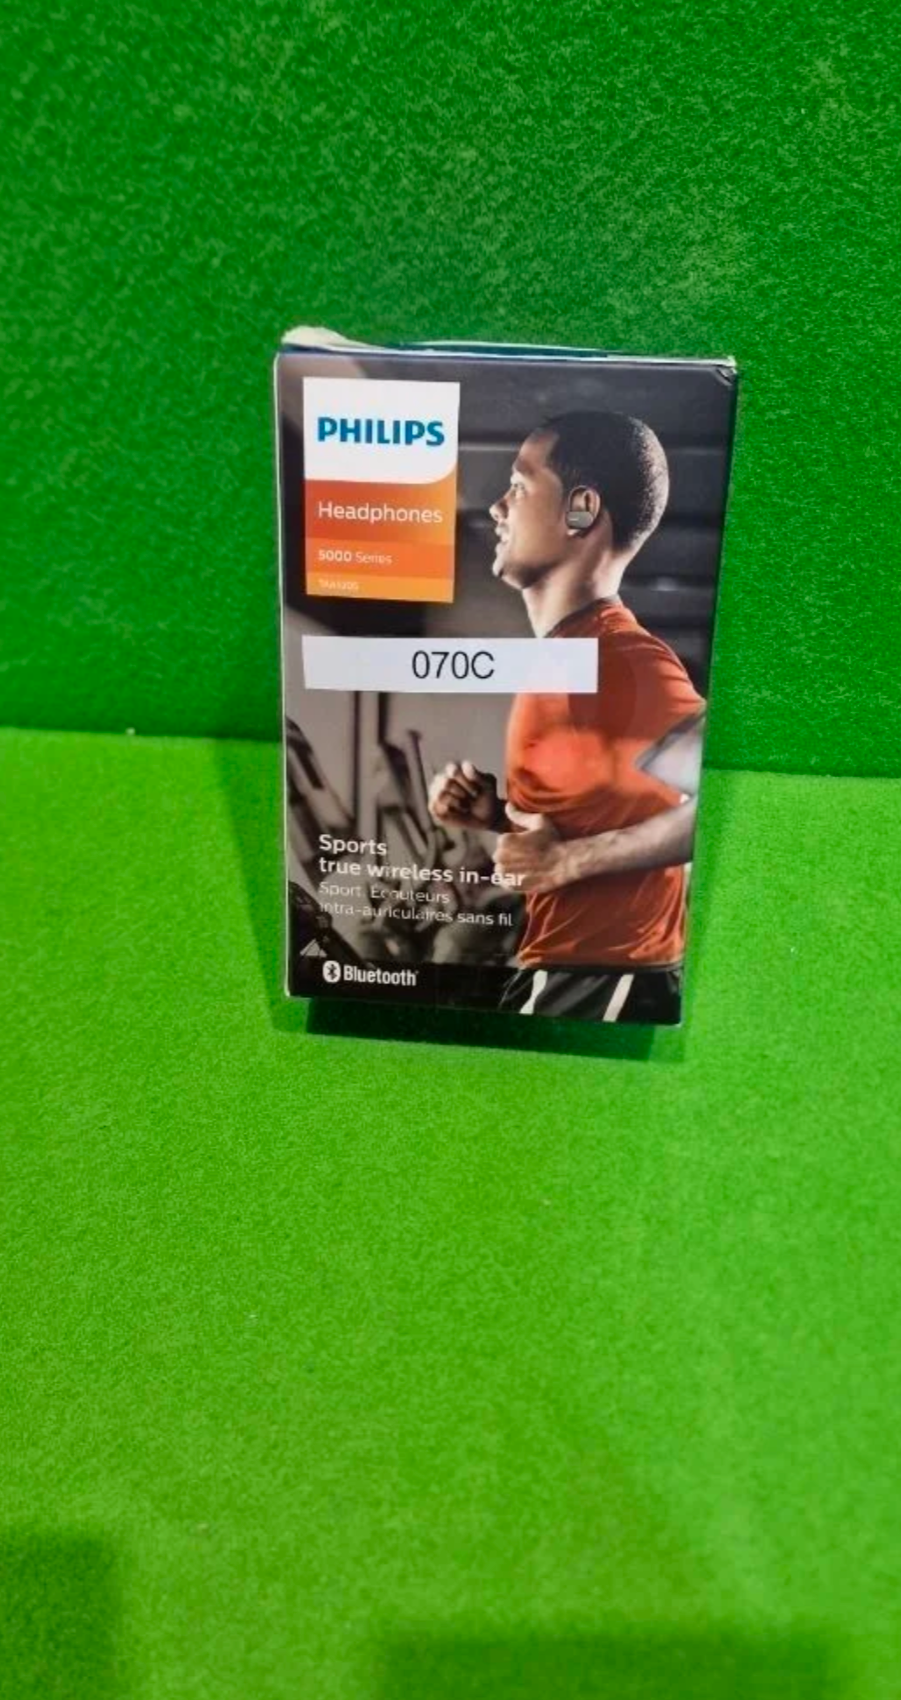 PHILIPS
Headphones
5000 Series
070C
Sports
true wireless in-ear
Sport. Écouteurs
intra-auriculaires sans fil
Bluetooth